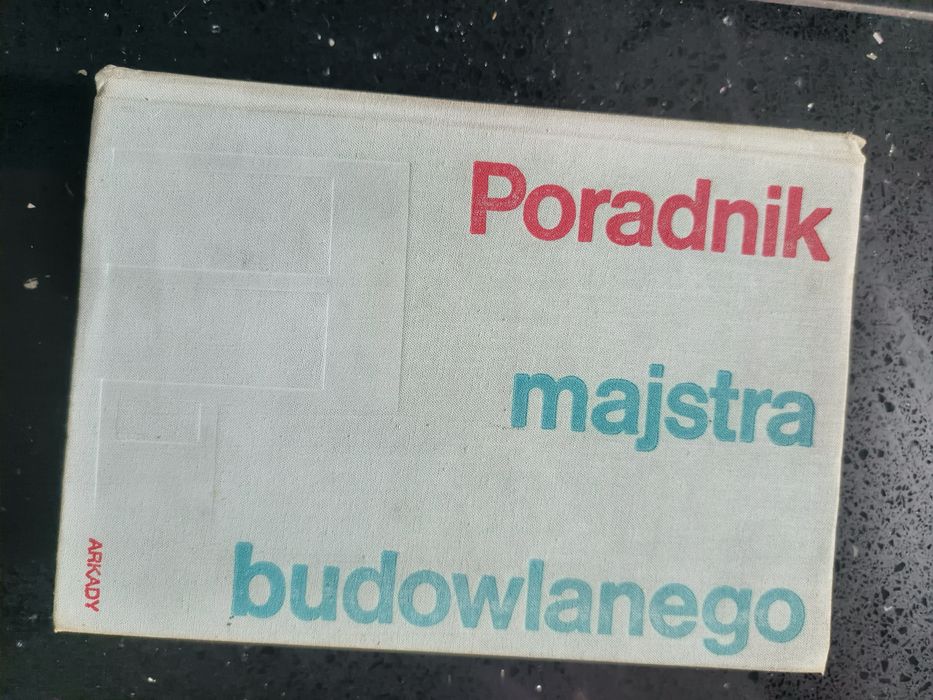 Poradnik
majstra
budowlanego
ARKADY